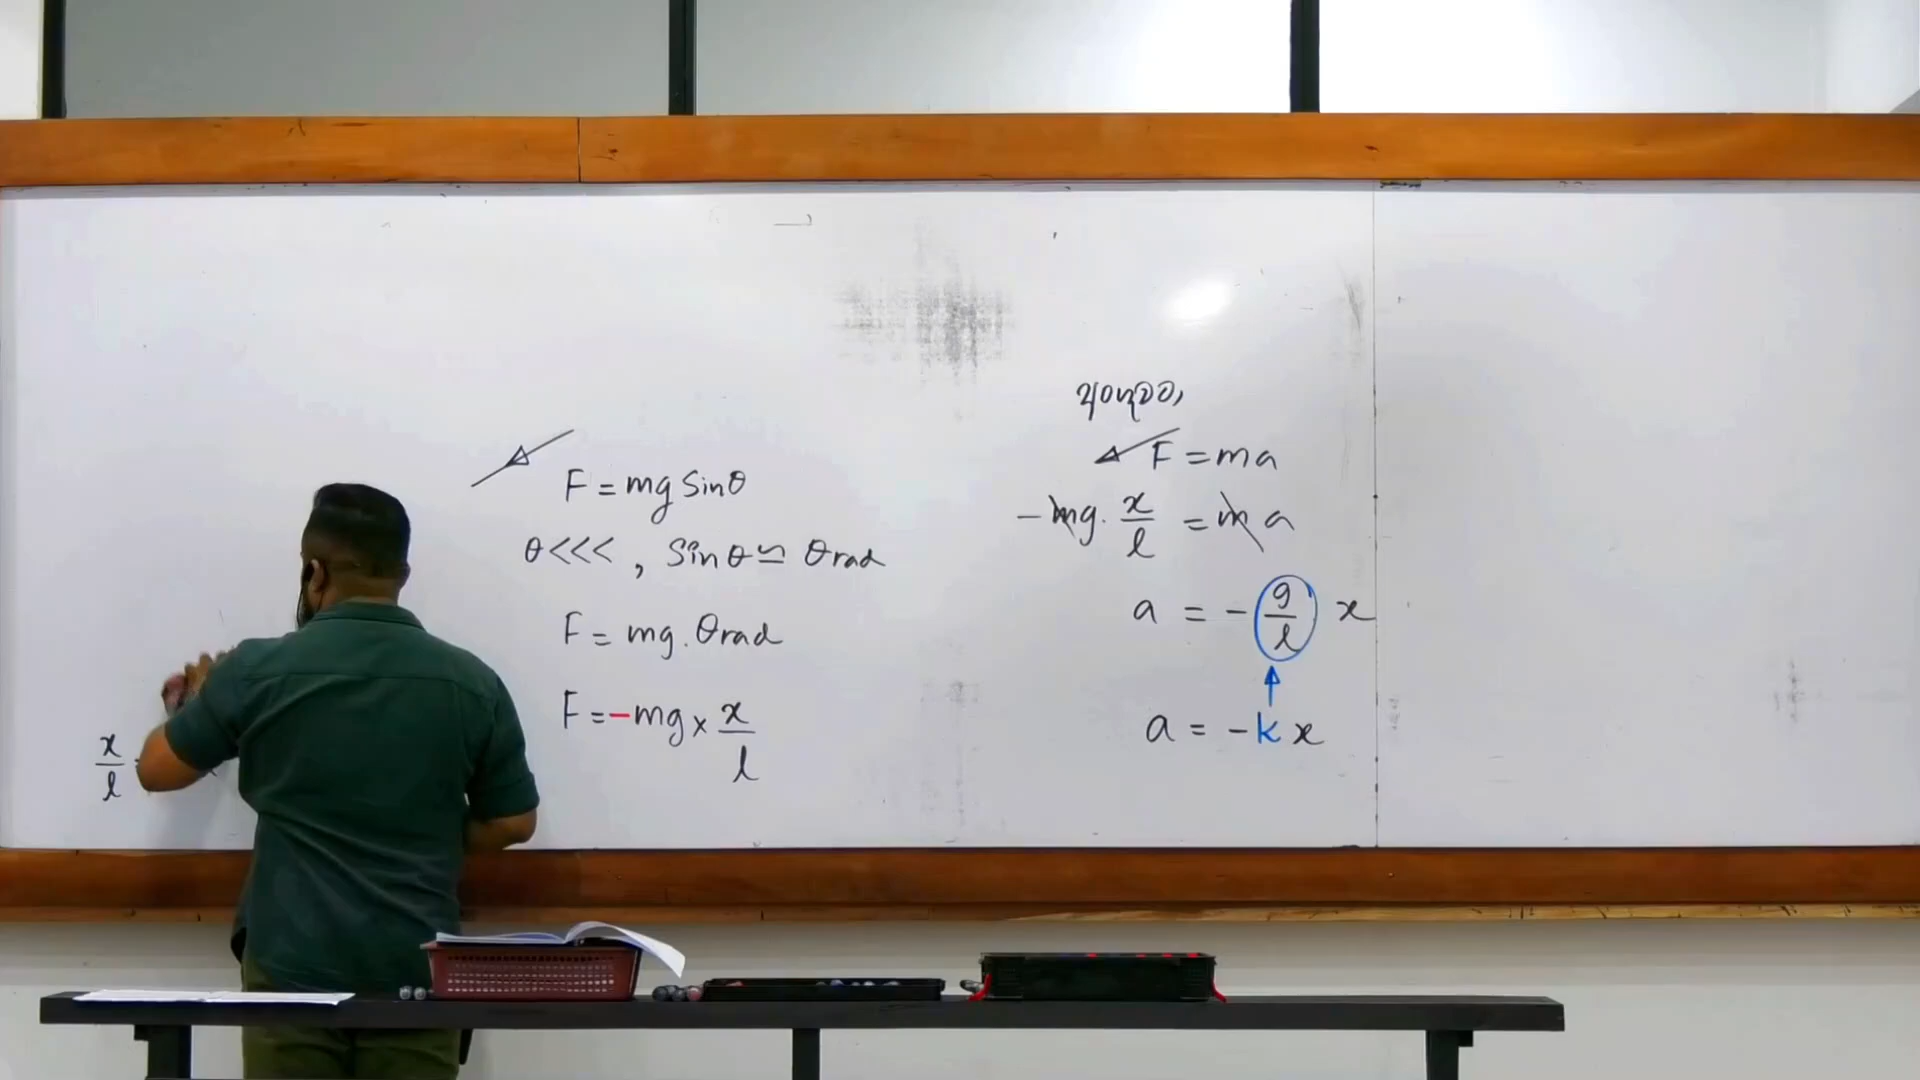 x/l
F = mg Sinθ
θ<<< , Sinθ ≃ θrad
F = mg. θrad
F = -mg x x/l
F = ma
-mg. x/l = m a
a = - g/l x
a = -k x